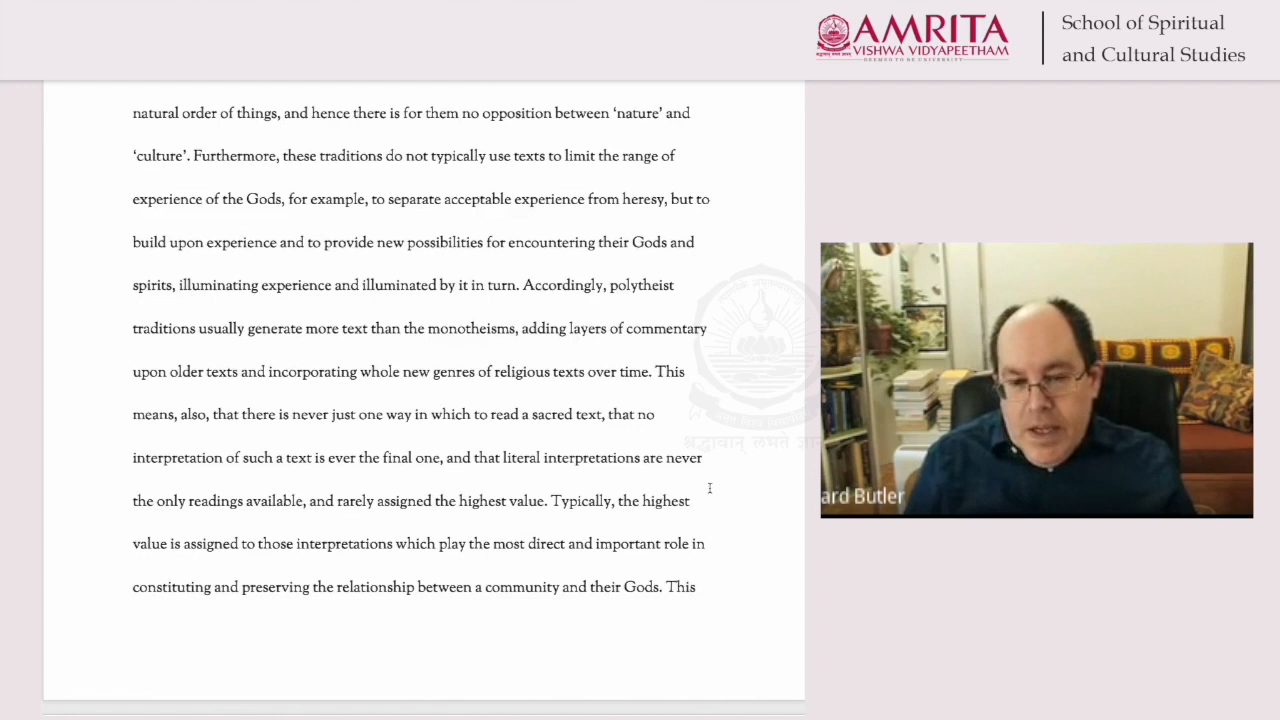 AMRITA
VISHWA VIDYAPEETHAM
DEEMED TO BE UNIVERSITY
School of Spiritual
and Cultural Studies
natural order of things, and hence there is for them no opposition between ‘nature’ and
‘culture’. Furthermore, these traditions do not typically use texts to limit the range of
experience of the Gods, for example, to separate acceptable experience from heresy, but to
build upon experience and to provide new possibilities for encountering their Gods and
spirits, illuminating experience and illuminated by it in turn. Accordingly, polytheist
traditions usually generate more text than the monotheisms, adding layers of commentary
upon older texts and incorporating whole new genres of religious texts over time. This
means, also, that there is never just one way in which to read a sacred text, that no
interpretation of such a text is ever the final one, and that literal interpretations are never
the only readings available, and rarely assigned the highest value. Typically, the highest
value is assigned to those interpretations which play the most direct and important role in
constituting and preserving the relationship between a community and their Gods. This
श्रद्धावान् लभते
ard Butler